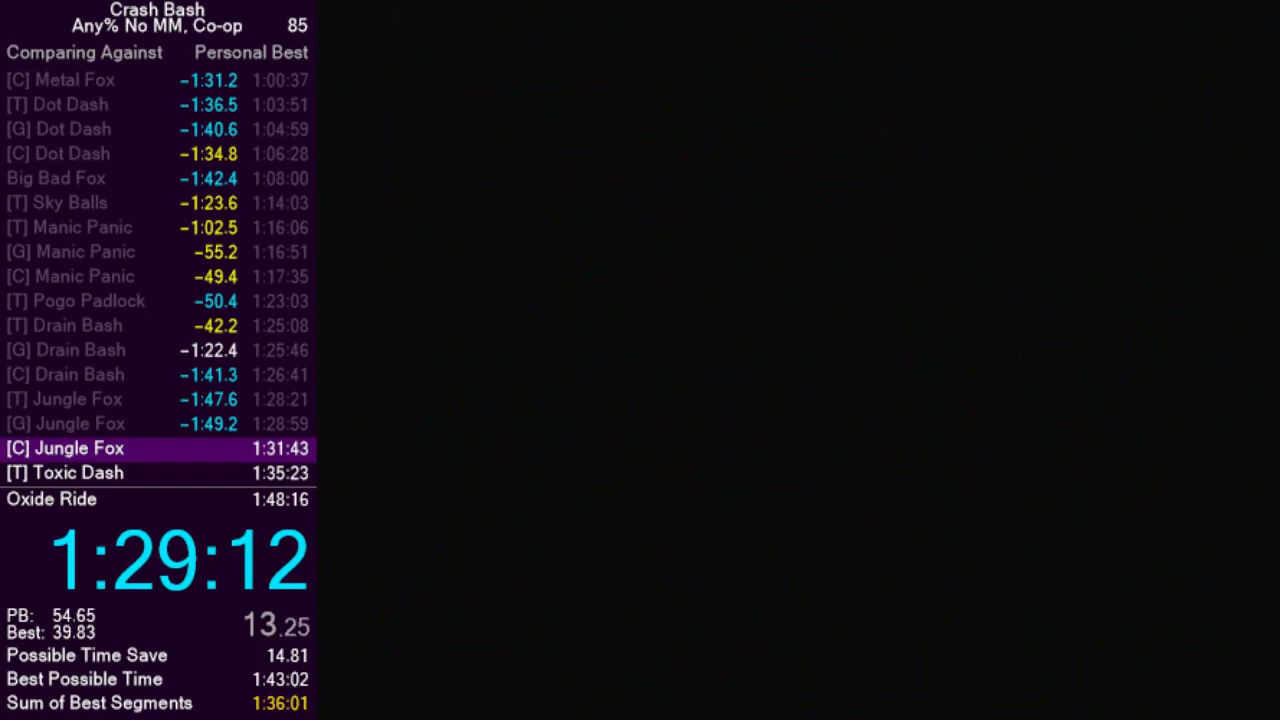 Crash Bash
Any% No MM, Co-op 85
Comparing Against Personal Best
[C] Metal Fox −1:31.2 1:00:37
[T] Dot Dash −1:36.5 1:03:51
[G] Dot Dash −1:40.6 1:04:59
[C] Dot Dash −1:34.8 1:06:28
Big Bad Fox −1:42.4 1:08:00
[T] Sky Balls −1:23.6 1:14:03
[T] Manic Panic −1:02.5 1:16:06
[G] Manic Panic −55.2 1:16:51
[C] Manic Panic −49.4 1:17:35
[T] Pogo Padlock −50.4 1:23:03
[T] Drain Bash −42.2 1:25:08
[G] Drain Bash −1:22.4 1:25:46
[C] Drain Bash −1:41.3 1:26:41
[T] Jungle Fox −1:47.6 1:28:21
[G] Jungle Fox −1:49.2 1:28:59
[C] Jungle Fox 1:31:43
[T] Toxic Dash 1:35:23
Oxide Ride 1:48:16
1:29:12
PB: 54.65
Best: 39.83
13.25
Possible Time Save 14.81
Best Possible Time 1:43:02
Sum of Best Segments 1:36:01